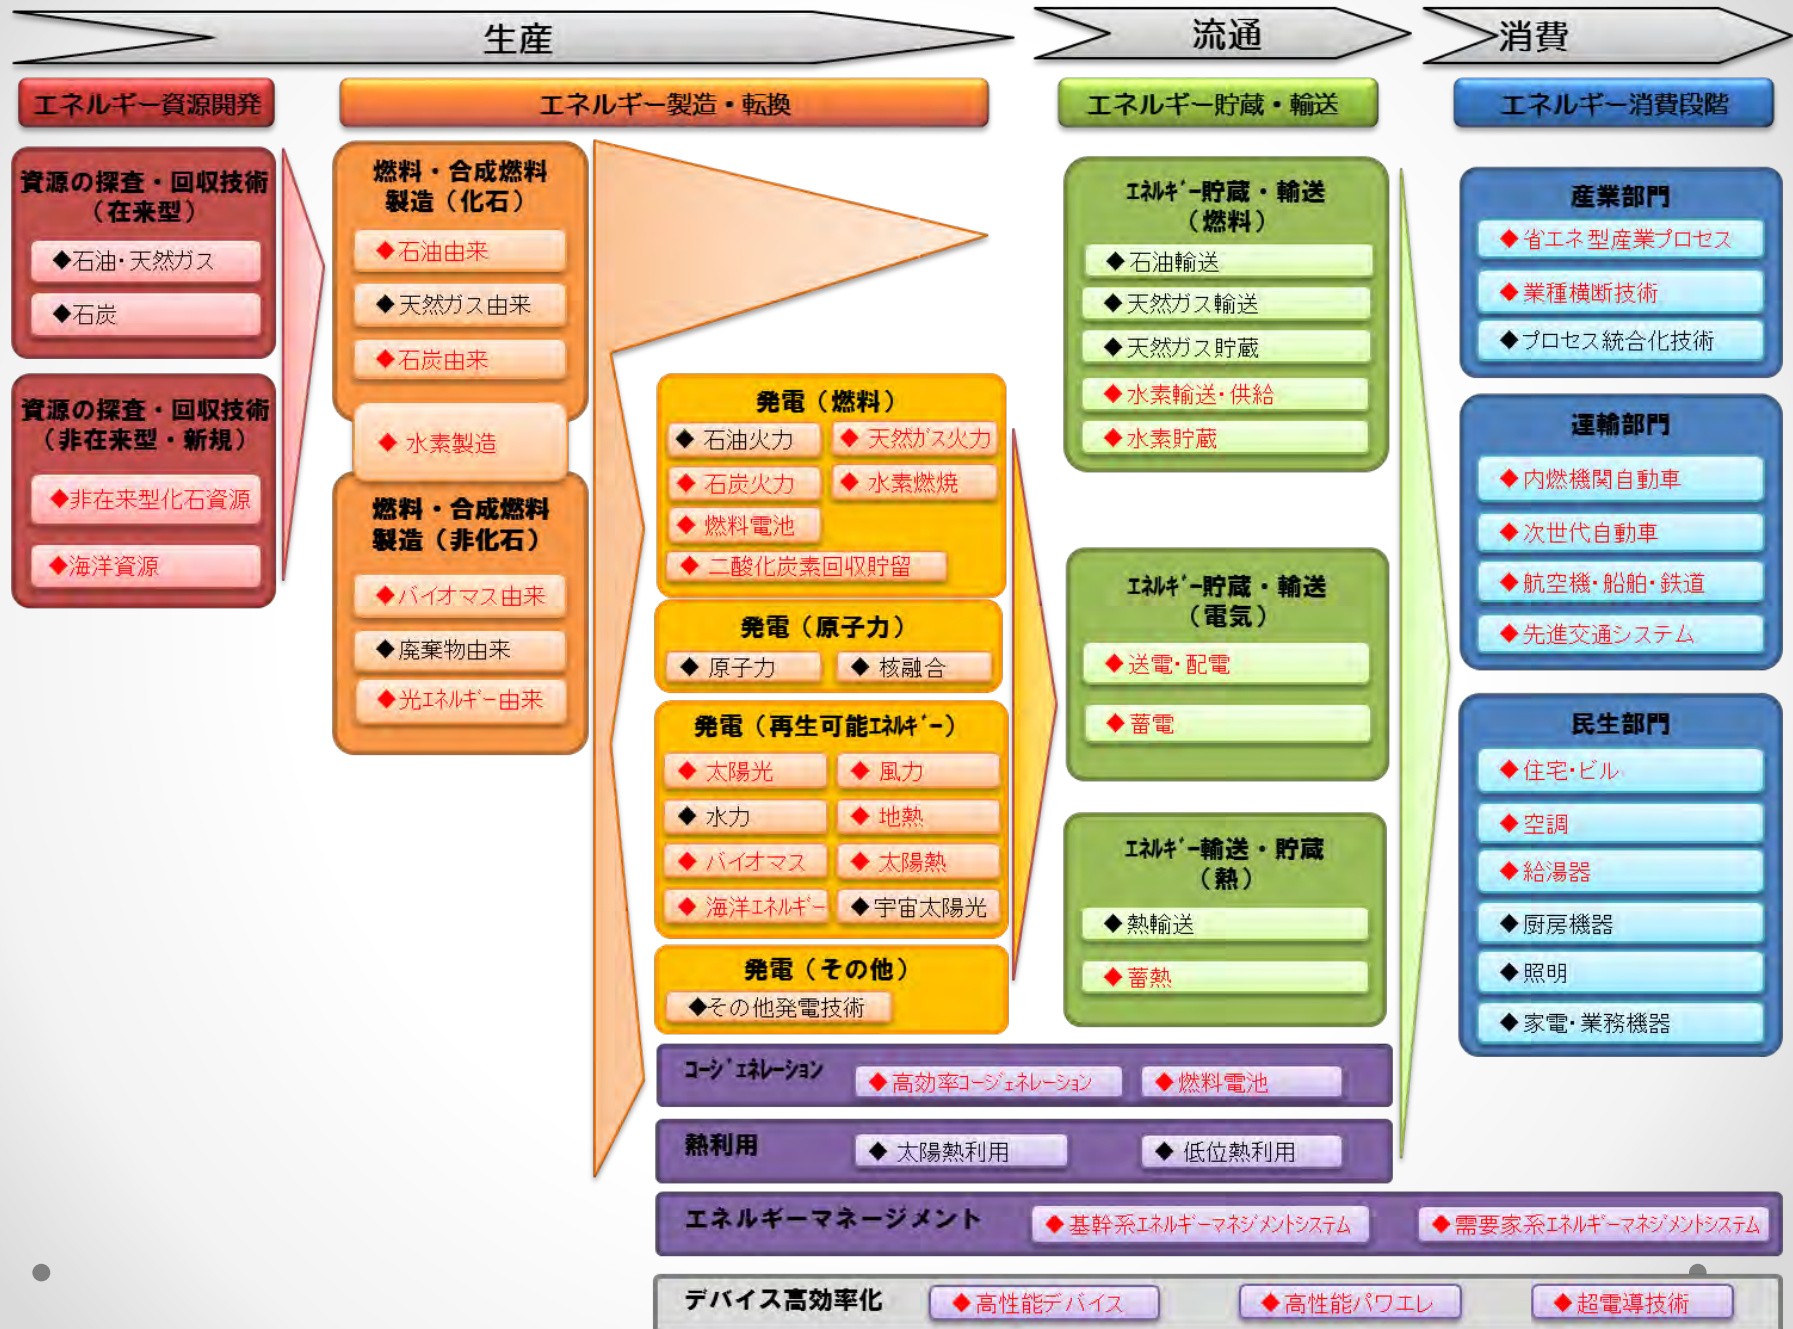 生産
流通
消費
エネルギー資源開発
エネルギー製造・転換
エネルギー貯蔵・輸送
エネルギー消費段階
資源の探査・回収技術
（在来型）
◆石油・天然ガス
◆石炭
資源の探査・回収技術
（非在来型・新規）
◆非在来型化石資源
◆海洋資源
燃料・合成燃料
製造（化石）
◆石油由来
◆天然ガス由来
◆石炭由来
◆ 水素製造
燃料・合成燃料
製造（非化石）
◆バイオマス由来
◆廃棄物由来
◆光エネルギー由来
発電（燃料）
◆ 石油火力
◆ 天然ガス火力
◆ 石炭火力
◆ 水素燃焼
◆ 燃料電池
◆ 二酸化炭素回収貯留
発電（原子力）
◆ 原子力
◆ 核融合
発電（再生可能エネルギー）
◆ 太陽光
◆ 風力
◆ 水力
◆ 地熱
◆ バイオマス
◆ 太陽熱
◆ 海洋エネルギー
◆宇宙太陽光
発電（その他）
◆その他発電技術
エネルギー貯蔵・輸送
（燃料）
◆石油輸送
◆天然ガス輸送
◆天然ガス貯蔵
◆水素輸送・供給
◆水素貯蔵
エネルギー貯蔵・輸送
（電気）
◆送電・配電
◆蓄電
エネルギー輸送・貯蔵
（熱）
◆熱輸送
◆蓄熱
産業部門
◆省エネ型産業プロセス
◆業種横断技術
◆プロセス統合化技術
運輸部門
◆内燃機関自動車
◆次世代自動車
◆航空機・船舶・鉄道
◆先進交通システム
民生部門
◆住宅・ビル
◆空調
◆給湯器
◆厨房機器
◆照明
◆家電・業務機器
コージェネレーション
◆高効率コージェネレーション
◆燃料電池
熱利用
◆ 太陽熱利用
◆ 低位熱利用
エネルギーマネージメント
◆基幹系エネルギーマネジメントシステム
◆需要家系エネルギーマネジメントシステム
デバイス高効率化
◆高性能デバイス
◆高性能パワエレ
◆超電導技術